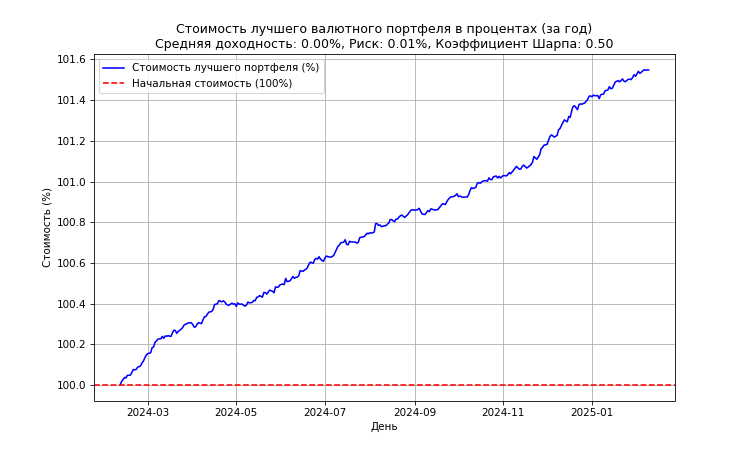 Стоимость лучшего валютного портфеля в процентах (за год)
Средняя доходность: 0.00%, Риск: 0.01%, Коэффициент Шарпа: 0.50
Стоимость лучшего портфеля (%)
Начальная стоимость (100%)
Стоимость (%)
101.6
101.4
101.2
101.0
100.8
100.6
100.4
100.2
100.0
2024-03
2024-05
2024-07
2024-09
2024-11
2025-01
День